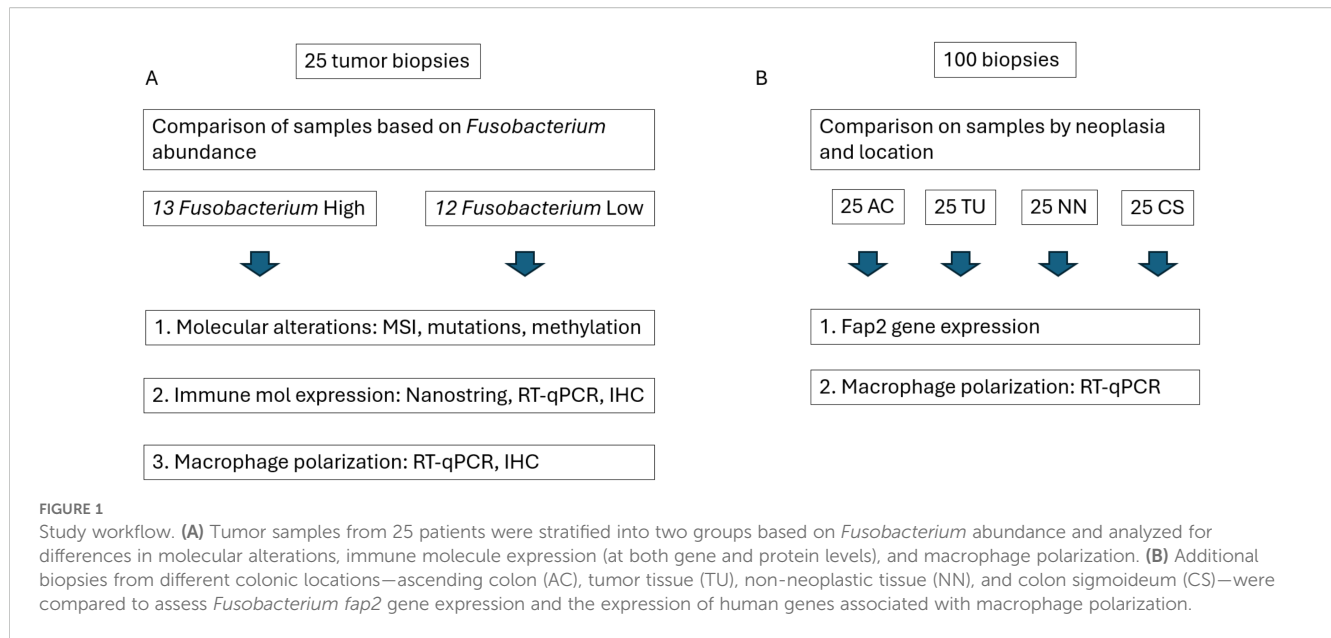 25 tumor biopsies
A
Comparison of samples based on Fusobacterium
abundance
13 Fusobacterium High
12 Fusobacterium Low
1. Molecular alterations: MSI, mutations, methylation
2. Immune mol expression: Nanostring, RT-qPCR, IHC
3. Macrophage polarization: RT-qPCR, IHC
100 biopsies
B
Comparison on samples by neoplasia
and location
25 AC
25 TU
25 NN
25 CS
1. Fap2 gene expression
2. Macrophage polarization: RT-qPCR
FIGURE 1
Study workflow. (A) Tumor samples from 25 patients were stratified into two groups based on Fusobacterium abundance and analyzed for
differences in molecular alterations, immune molecule expression (at both gene and protein levels), and macrophage polarization. (B) Additional
biopsies from different colonic locations—ascending colon (AC), tumor tissue (TU), non-neoplastic tissue (NN), and colon sigmoideum (CS)—were
compared to assess Fusobacterium fap2 gene expression and the expression of human genes associated with macrophage polarization.